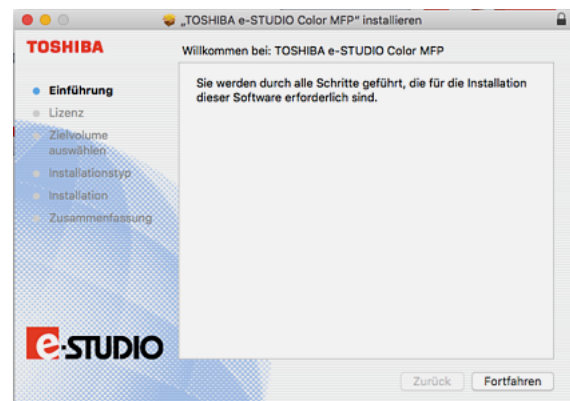 „TOSHIBA e-STUDIO Color MFP“ installieren
TOSHIBA
Willkommen bei: TOSHIBA e-STUDIO Color MFP
Einführung
Lizenz
Zielvolume
auswählen
Installationstyp
Installation
Zusammenfassung
Sie werden durch alle Schritte geführt, die für die Installation
dieser Software erforderlich sind.
e-STUDIO
Zurück
Fortfahren